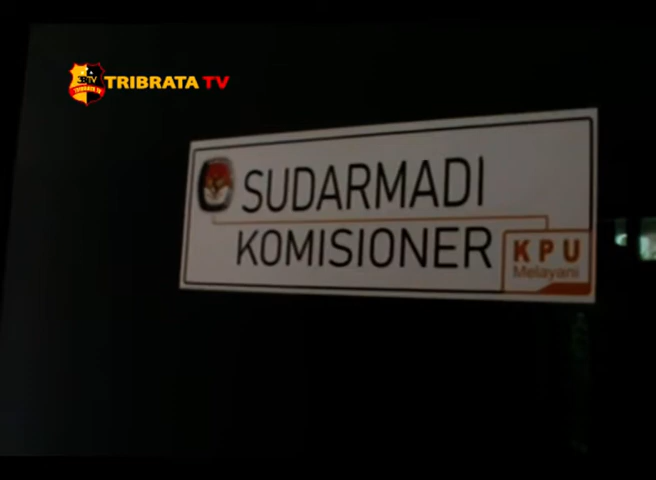 TRIBRATA TV
SUDARMADI
KOMISIONER
KPU
Melayani